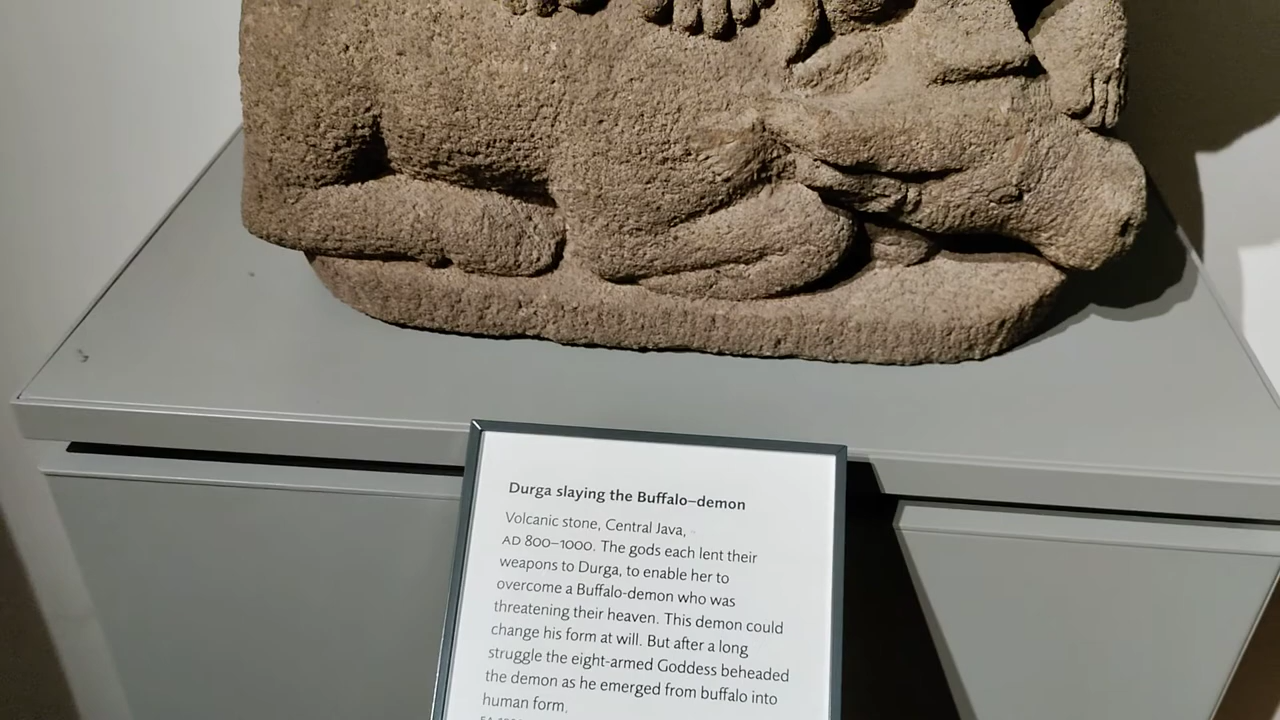 Durga slaying the Buffalo–demon
Volcanic stone, Central Java,
AD 800–1000. The gods each lent their
weapons to Durga, to enable her to
overcome a Buffalo-demon who was
threatening their heaven. This demon could
change his form at will. But after a long
struggle the eight-armed Goddess beheaded
the demon as he emerged from buffalo into
human form.